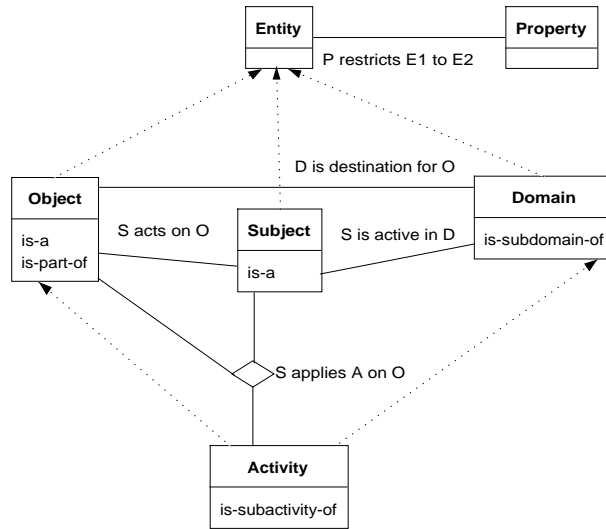 Entity
Property
P restricts E1 to E2
D is destination for O
Object
Domain
is-a
is-part-of
S acts on O
Subject
is-a
S is active in D
is-subdomain-of
S applies A on O
Activity
is-subactivity-of